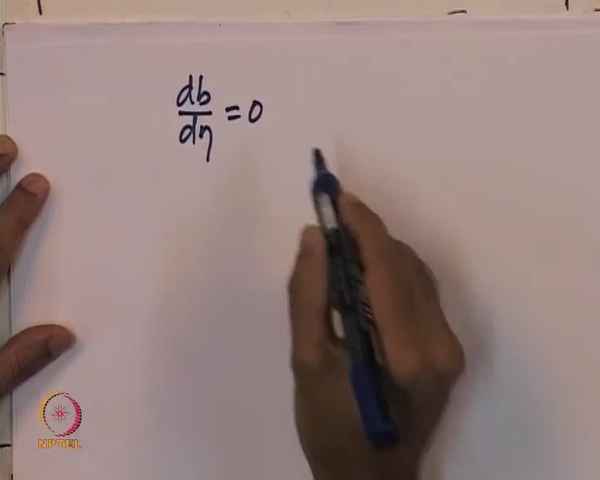 db/dη = 0
NPTEL